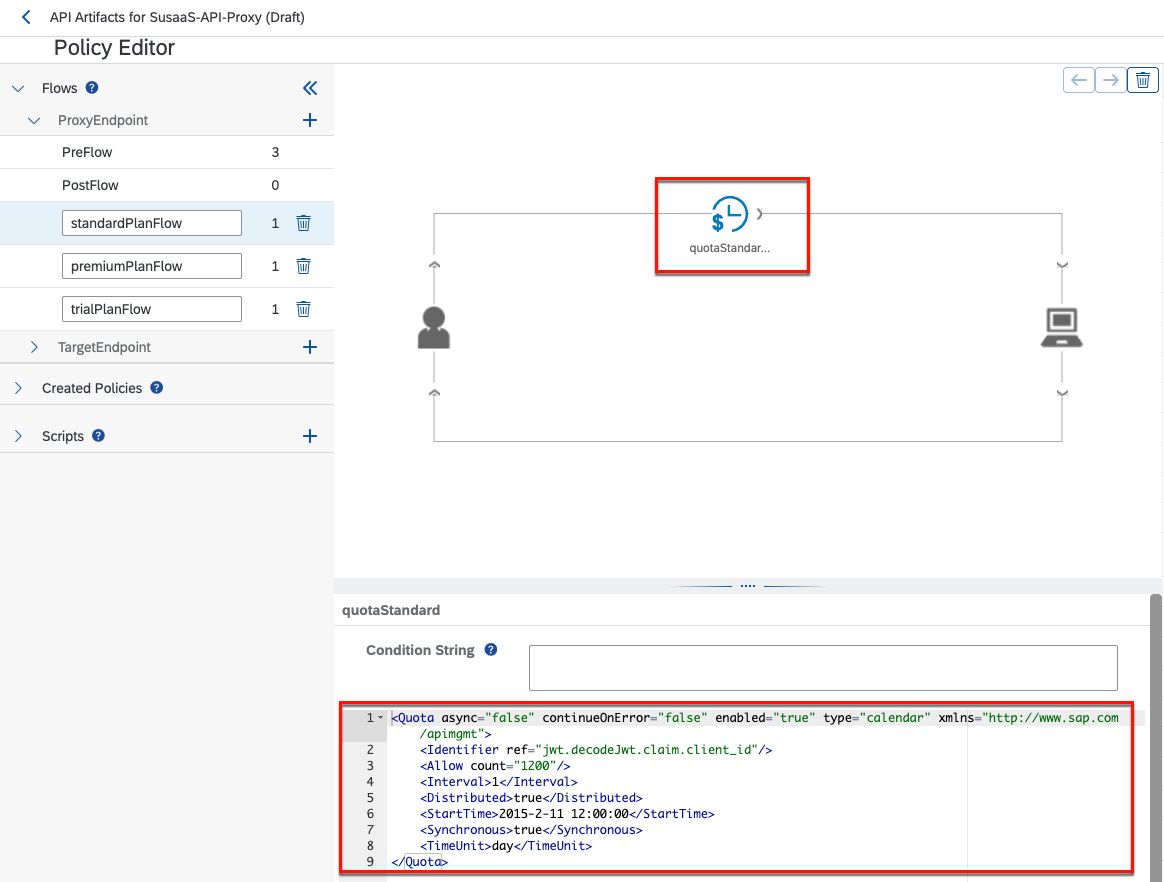 API Artifacts for SusaaS-API-Proxy (Draft)
Policy Editor
Flows ?
ProxyEndpoint
PreFlow 3
PostFlow 0
standardPlanFlow 1
premiumPlanFlow 1
trialPlanFlow 1
TargetEndpoint
Created Policies ?
Scripts ?
$
quotaStandar...
quotaStandard
Condition String ?
1 <Quota async="false" continueOnError="false" enabled="true" type="calendar" xmlns="http://www.sap.com
/apimgmt">
2 <Identifier ref="jwt.decodeJwt.claim.client_id"/>
3 <Allow count="1200"/>
4 <Interval>1</Interval>
5 <Distributed>true</Distributed>
6 <StartTime>2015-2-11 12:00:00</StartTime>
7 <Synchronous>true</Synchronous>
8 <TimeUnit>day</TimeUnit>
9 </Quota>